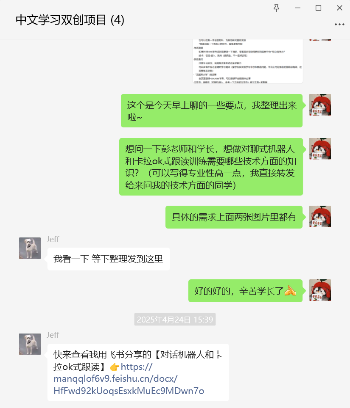 中文学习双创项目 (4)
这个是今天早上聊的一些要点，我整理出来
啦~
想问一下彭老师和学长，想做对聊式机器人
和卡拉ok式跟读训练需要哪些技术方面的知
识？（可以写得专业性高一点，我直接转发
给来问我的技术方面的同学）
具体的需求上面两张图片里都有
Jeff
我看一下 等下整理发到这里
好的好的，辛苦学长了
2025年4月24日 15:39
Jeff
快来查看我用飞书分享的【对话机器人和卡
拉ok式跟读】👉https://
manqqlof6v9.feishu.cn/docx/
HfFwd92kUoqsEsxkMuEc9MDwn7o